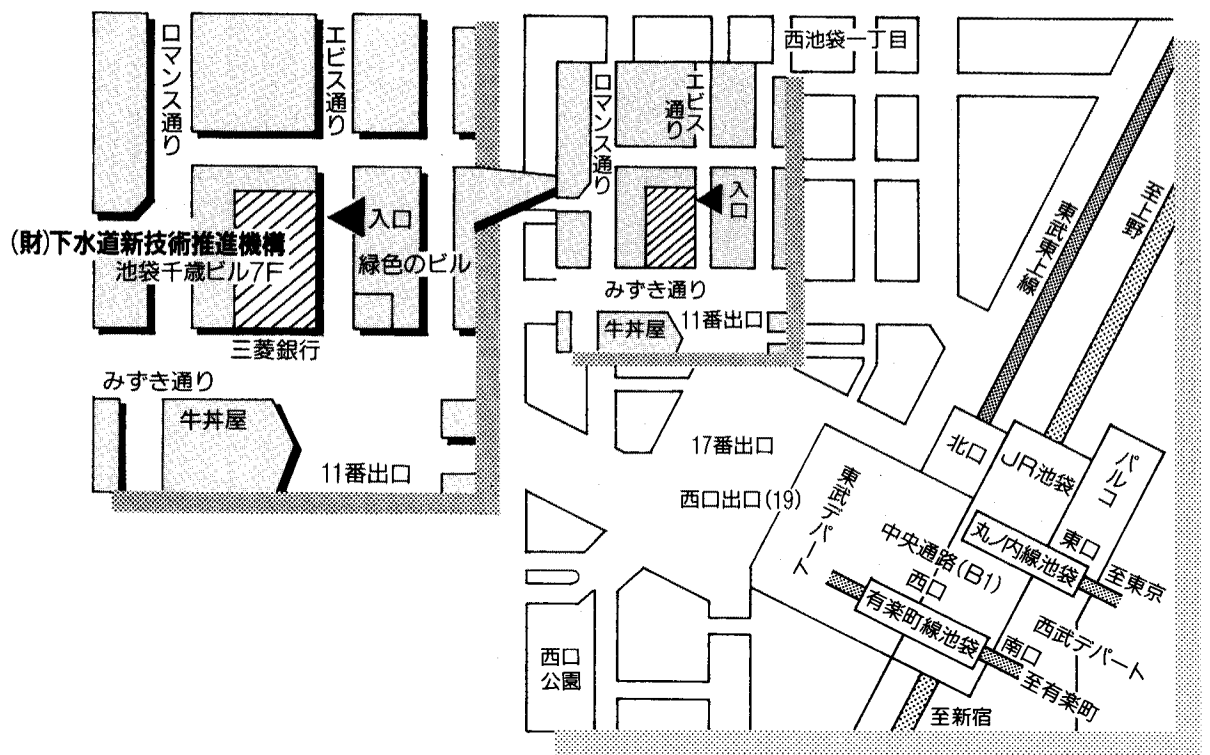 ロマンス通り
エビス通り
入口
(財)下水道新技術推進機構
池袋千歳ビル7F
緑色のビル
三菱銀行
みずき通り
牛丼屋
11番出口
西池袋一丁目
ロマンス通り
エビス
通り
入口
みずき通り
牛丼屋
11番出口
東武東上線
至上野
17番出口
西口出口(19)
東武デパート
北口
JR池袋
パルコ
中央通路(B1)
西口
丸ノ内線池袋
東口
至東京
有楽町線池袋
南口
西武デパート
至有楽町
至新宿
西口
公園